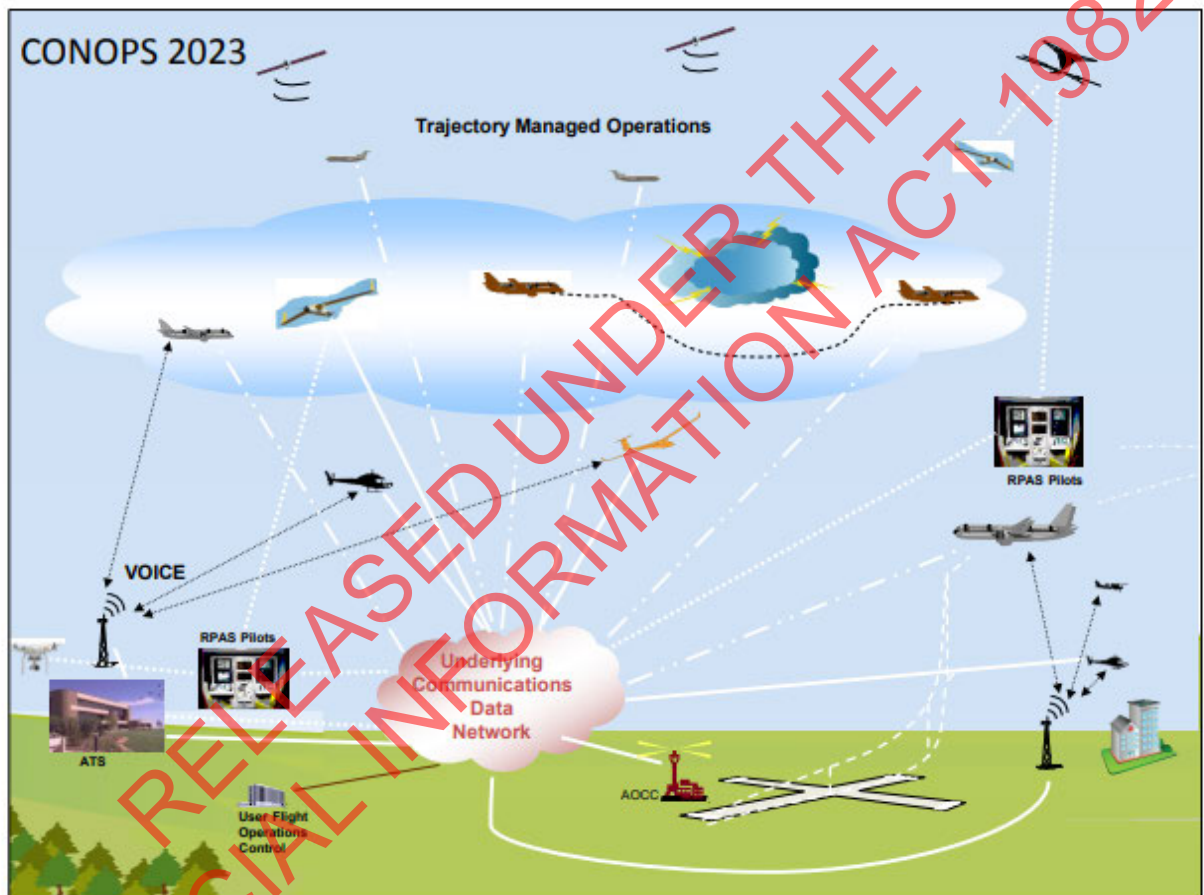 CONOPS 2023
Trajectory Managed Operations
RPAS Pilots
VOICE
RPAS Pilots
Underlying
Communications
Data
Network
ATS
AOCC
User Flight
Operations
Control
RELEASED UNDER THE
CIAL INFORMATION ACT 1982